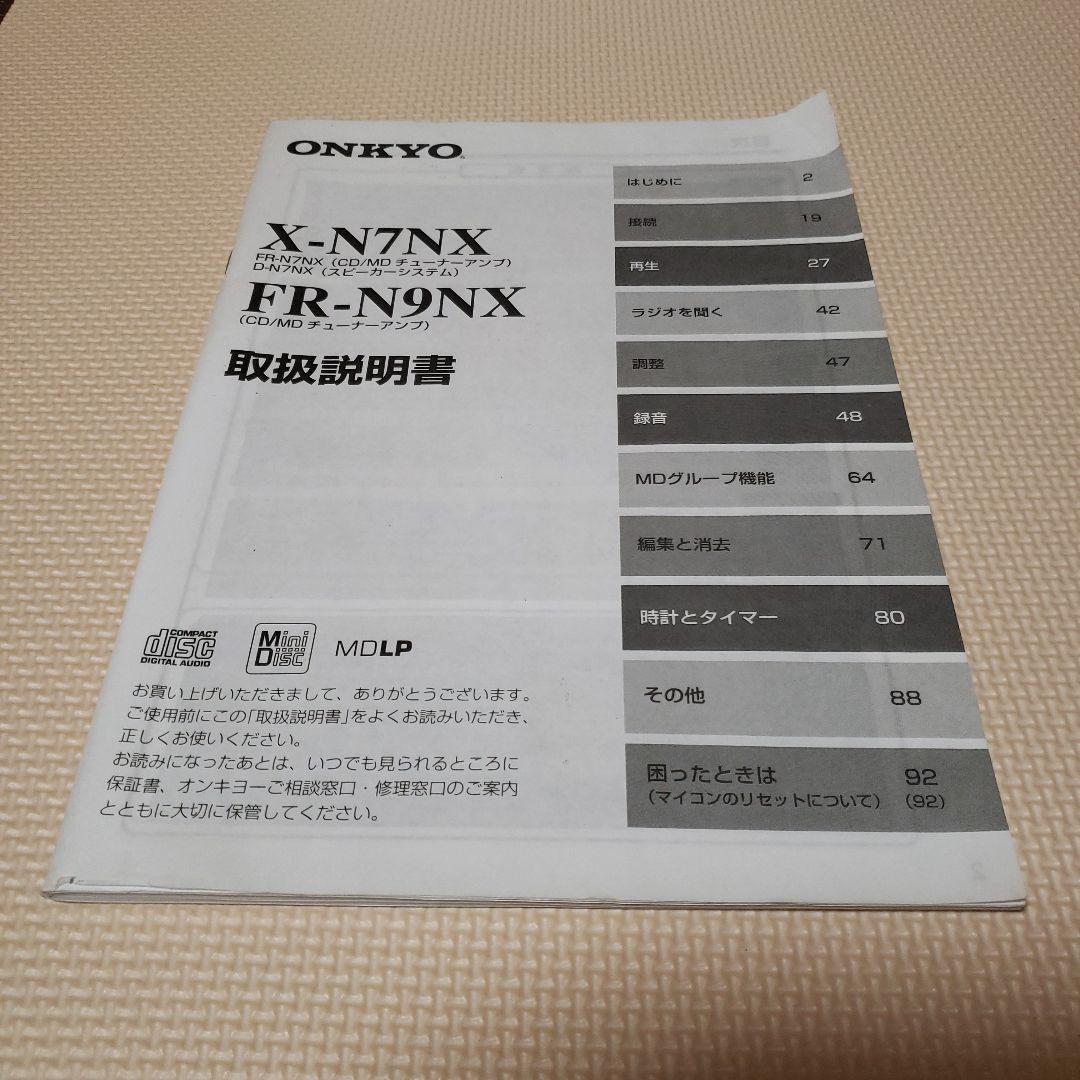 ONKYO
X-N7NX
FR-N7NX（CD/MD チューナーアンプ）
D-N7NX（スピーカーシステム）
FR-N9NX
（CD/MD チューナーアンプ）
取扱説明書
はじめに 2
接続 19
再生 27
ラジオを聞く 42
調整 47
録音 48
MDグループ機能 64
編集と消去 71
時計とタイマー 80
その他 88
困ったときは 92
（マイコンのリセットについて）（92）
COMPACT
disc
DIGITAL AUDIO
Mini
Disc
MDLP
お買い上げいただきまして、ありがとうございます。
ご使用前にこの「取扱説明書」をよくお読みいただき、
正しくお使いください。
お読みになったあとは、いつでも見られるところに
保証書、オンキヨーご相談窓口・修理窓口のご案内
とともに大切に保管してください。